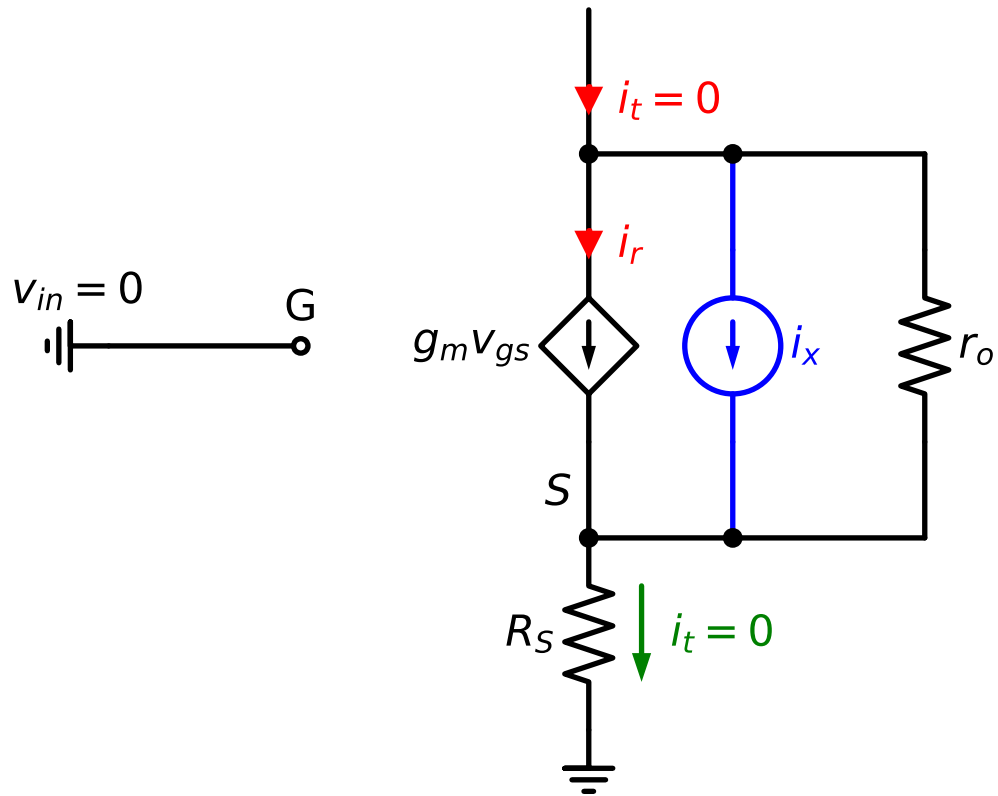 i_t = 0
i_r
v_in = 0
G
g_m v_gs
i_x
r_o
S
R_S
i_t = 0